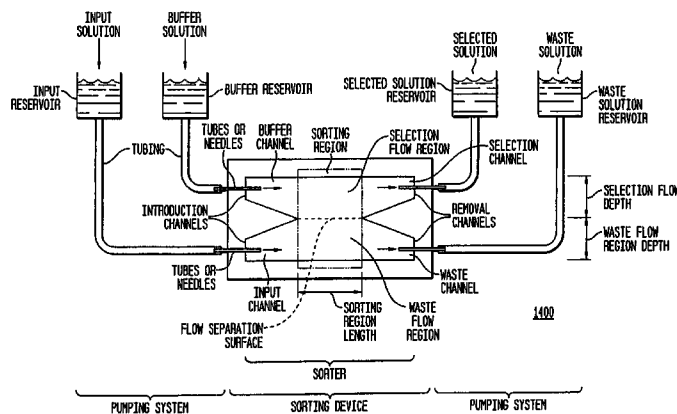 INPUT
SOLUTION
BUFFER
SOLUTION
SELECTED
SOLUTION
WASTE
SOLUTION
INPUT
RESERVOIR
BUFFER RESERVOIR
SELECTED SOLUTION
RESERVOIR
WASTE
SOLUTION
RESERVOIR
TUBING
TUBES OR
NEEDLES
BUFFER
CHANNEL
SORTING
REGION
SELECTION
FLOW REGION
SELECTION
CHANNEL
INTRODUCTION
CHANNELS
REMOVAL
CHANNELS
SELECTION FLOW
DEPTH
WASTE FLOW
REGION DEPTH
TUBES OR
NEEDLES
INPUT
CHANNEL
WASTE
CHANNEL
FLOW SEPARATION
SURFACE
SORTING
REGION
LENGTH
WASTE
FLOW
REGION
1400
SORTER
PUMPING SYSTEM
SORTING DEVICE
PUMPING SYSTEM